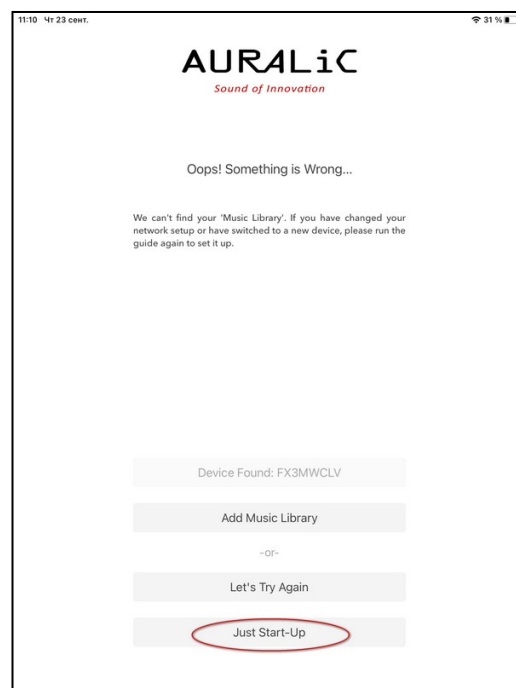 11:10 Чт 23 сент.
31 %
AURALiC
Sound of Innovation
Oops! Something is Wrong...
We can't find your 'Music Library'. If you have changed your
network setup or have switched to a new device, please run the
guide again to set it up.
Device Found: FX3MWCLV
Add Music Library
-or-
Let's Try Again
Just Start-Up